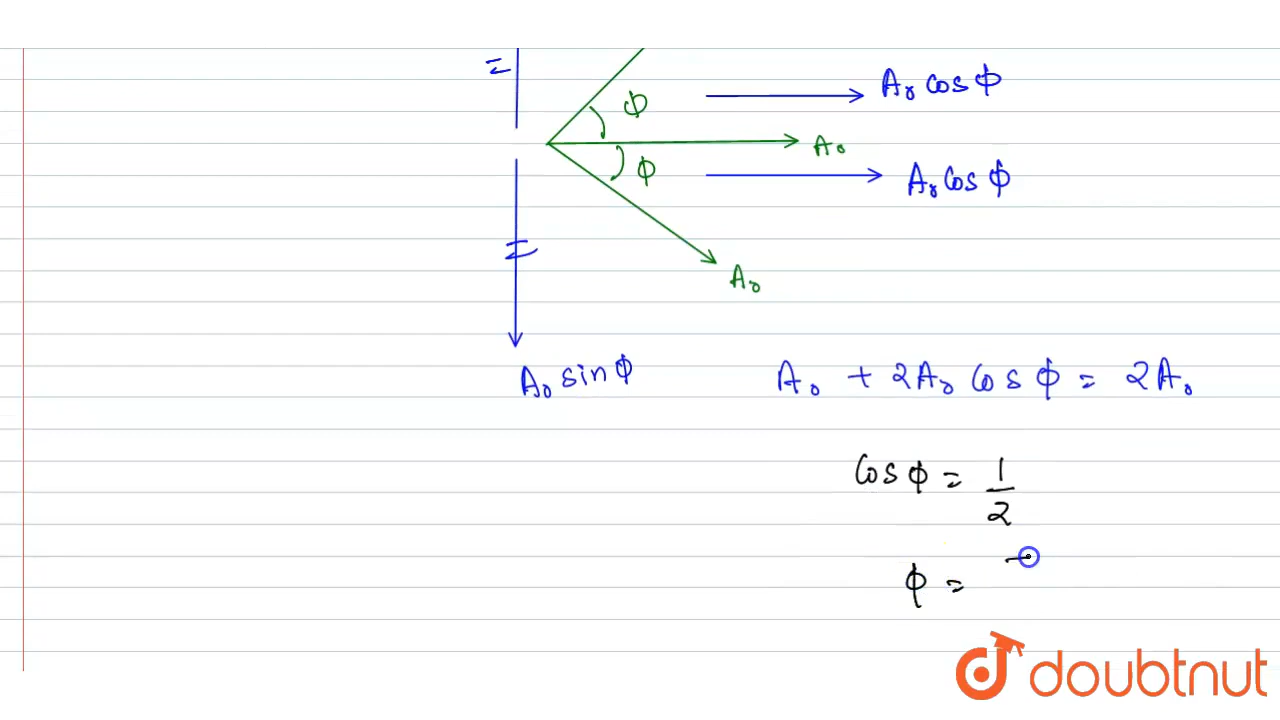 A₀ cos ϕ
ϕ
A₀
ϕ
A₀ cos ϕ
A₀
A₀ sin ϕ
A₀ + 2A₀ cos ϕ = 2A₀
cos ϕ = 1/2
ϕ =
doubtnut